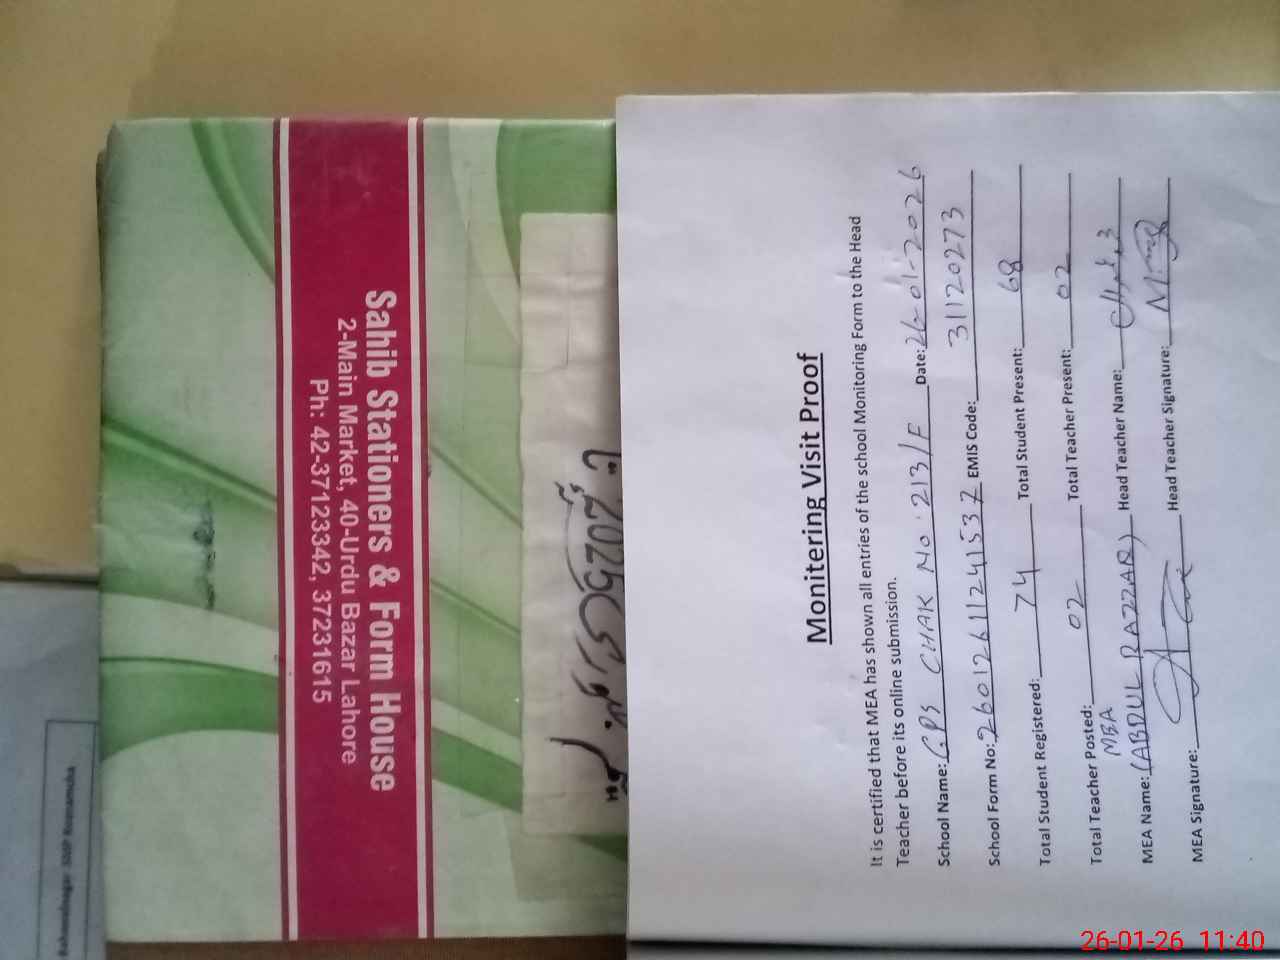 Sahib Stationers & Form House
2-Main Market, 40-Urdu Bazar Lahore
Ph: 42-37123342, 37231615
2025
Monitering Visit Proof
It is certified that MEA has shown all entries of the school Monitoring Form to the Head
Teacher before its online submission.
School Name: GPS CHAK NO. 213/F Date: 26-01-2026
School Form No: 26012611241537 EMIS Code: 31120273
Total Student Registered: 74 Total Student Present: 68
Total Teacher Posted: 02 Total Teacher Present: 02
MEA
MEA Name: (ABDUL RAZZAQ) Head Teacher Name:
MEA Signature: Head Teacher Signature:
26-01-26 11:40